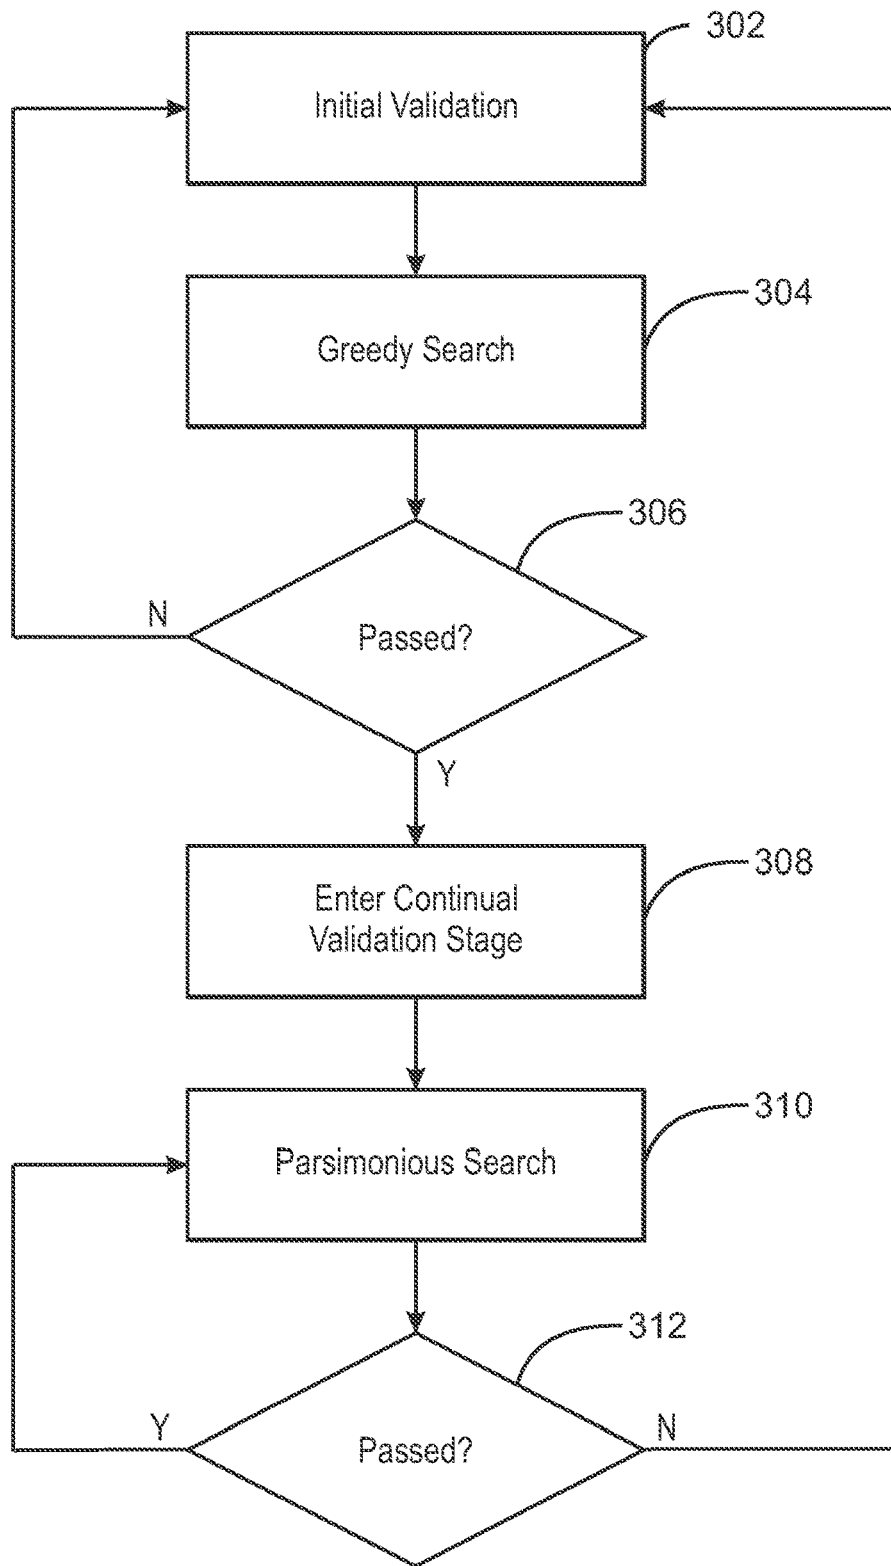 302
Initial Validation
304
Greedy Search
306
Passed?
N
Y
308
Enter Continual
Validation Stage
310
Parsimonious Search
312
Y
Passed?
N